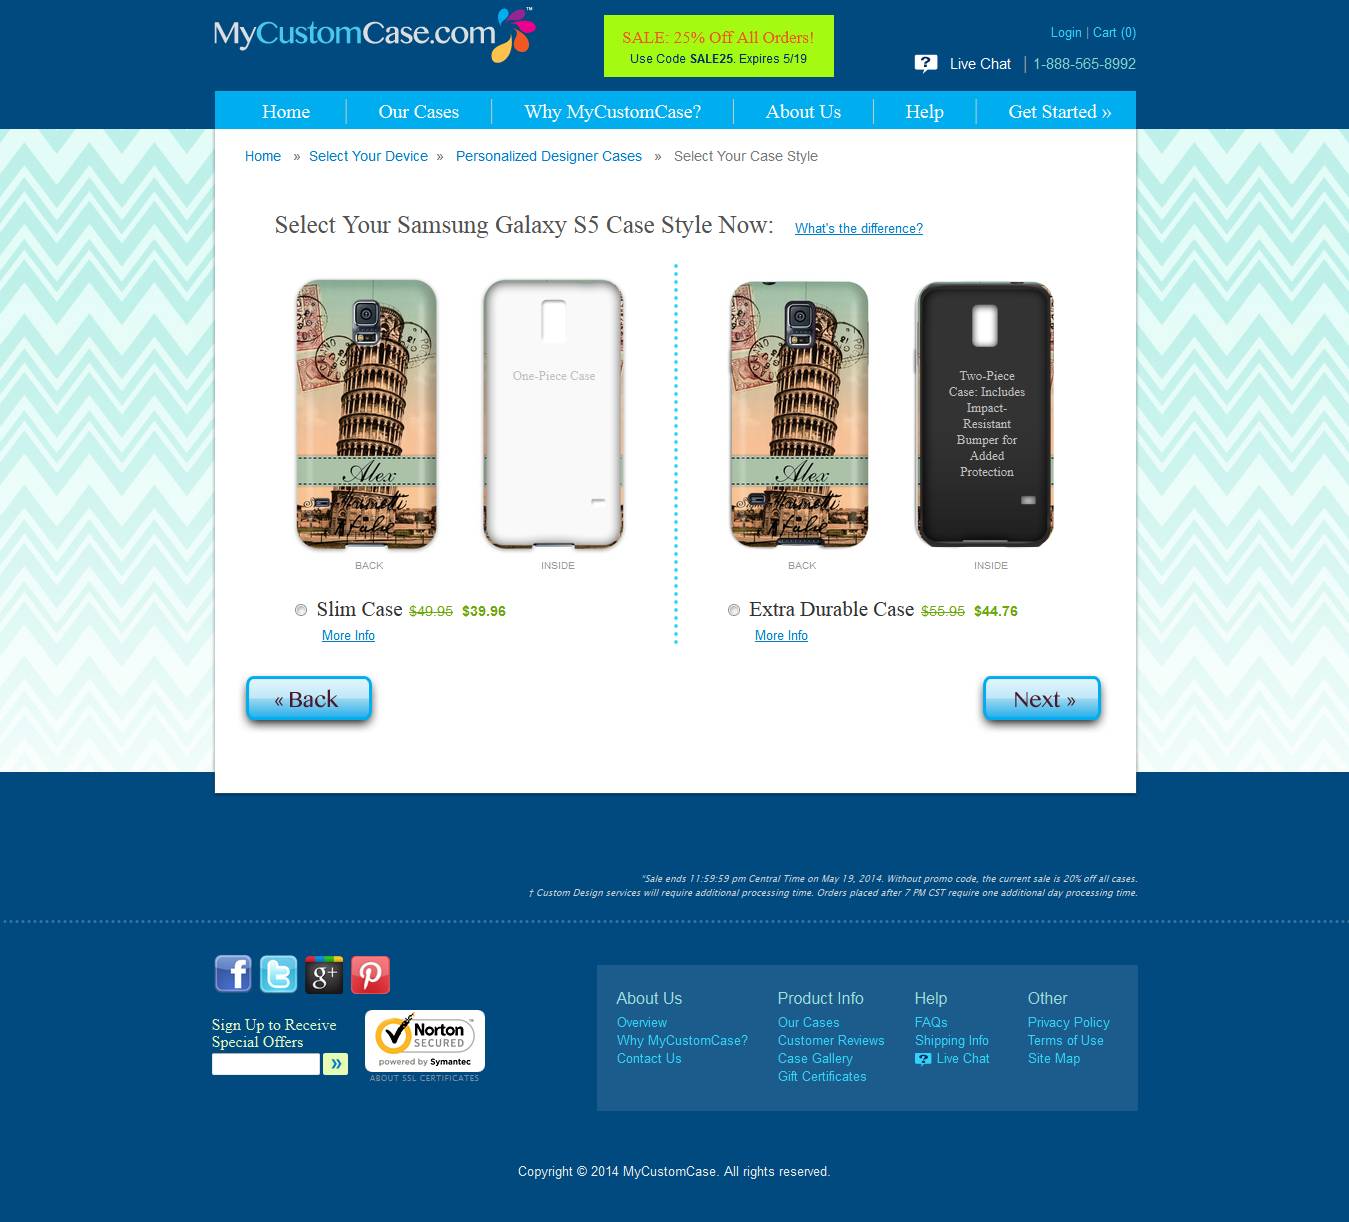 MyCustomCase.com™
SALE: 25% Off All Orders!
Use Code SALE25. Expires 5/19
Login | Cart (0)
Live Chat | 1-888-565-8992
Home
Our Cases
Why MyCustomCase?
About Us
Help
Get Started »
Home » Select Your Device » Personalized Designer Cases » Select Your Case Style
Select Your Samsung Galaxy S5 Case Style Now: What's the difference?
Alex
One-Piece Case
Alex
Two-Piece
Case: Includes
Impact-
Resistant
Bumper for
Added
Protection
BACK
INSIDE
BACK
INSIDE
Slim Case $49.95 $39.96
More Info
Extra Durable Case $55.95 $44.76
More Info
« Back
Next »
*Sale ends 11:59:59 pm Central Time on May 19, 2014. Without promo code, the current sale is 20% off all cases.
† Custom Design services will require additional processing time. Orders placed after 7 PM CST require one additional day processing time.
Sign Up to Receive
Special Offers
»
Norton
SECURED
powered by Symantec
ABOUT SSL CERTIFICATES
About Us
Overview
Why MyCustomCase?
Contact Us
Product Info
Our Cases
Customer Reviews
Case Gallery
Gift Certificates
Help
FAQs
Shipping Info
Live Chat
Other
Privacy Policy
Terms of Use
Site Map
Copyright © 2014 MyCustomCase. All rights reserved.